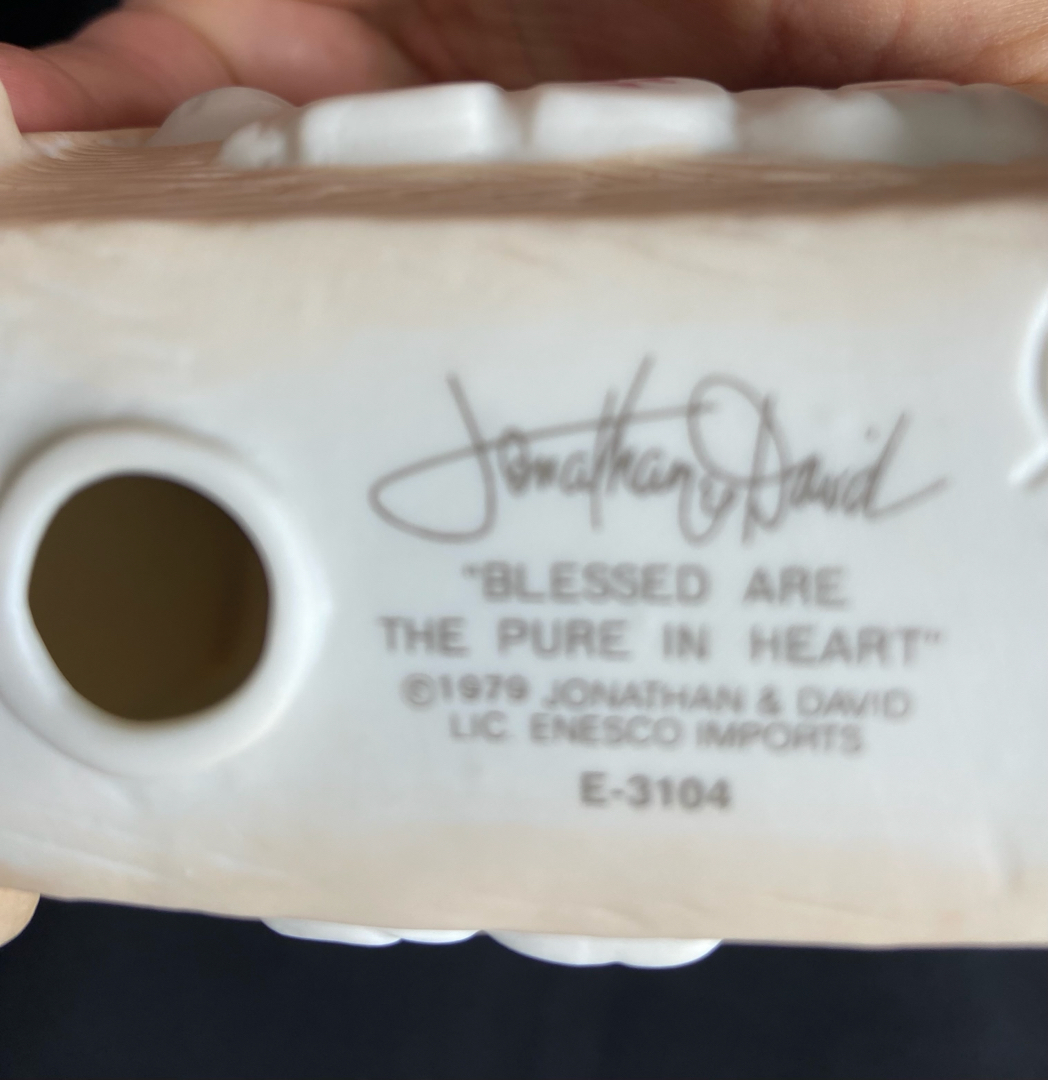 Jonathan & David
"BLESSED ARE
THE PURE IN HEART"
©1979 JONATHAN & DAVID
LIC. ENESCO IMPORTS
E-3104